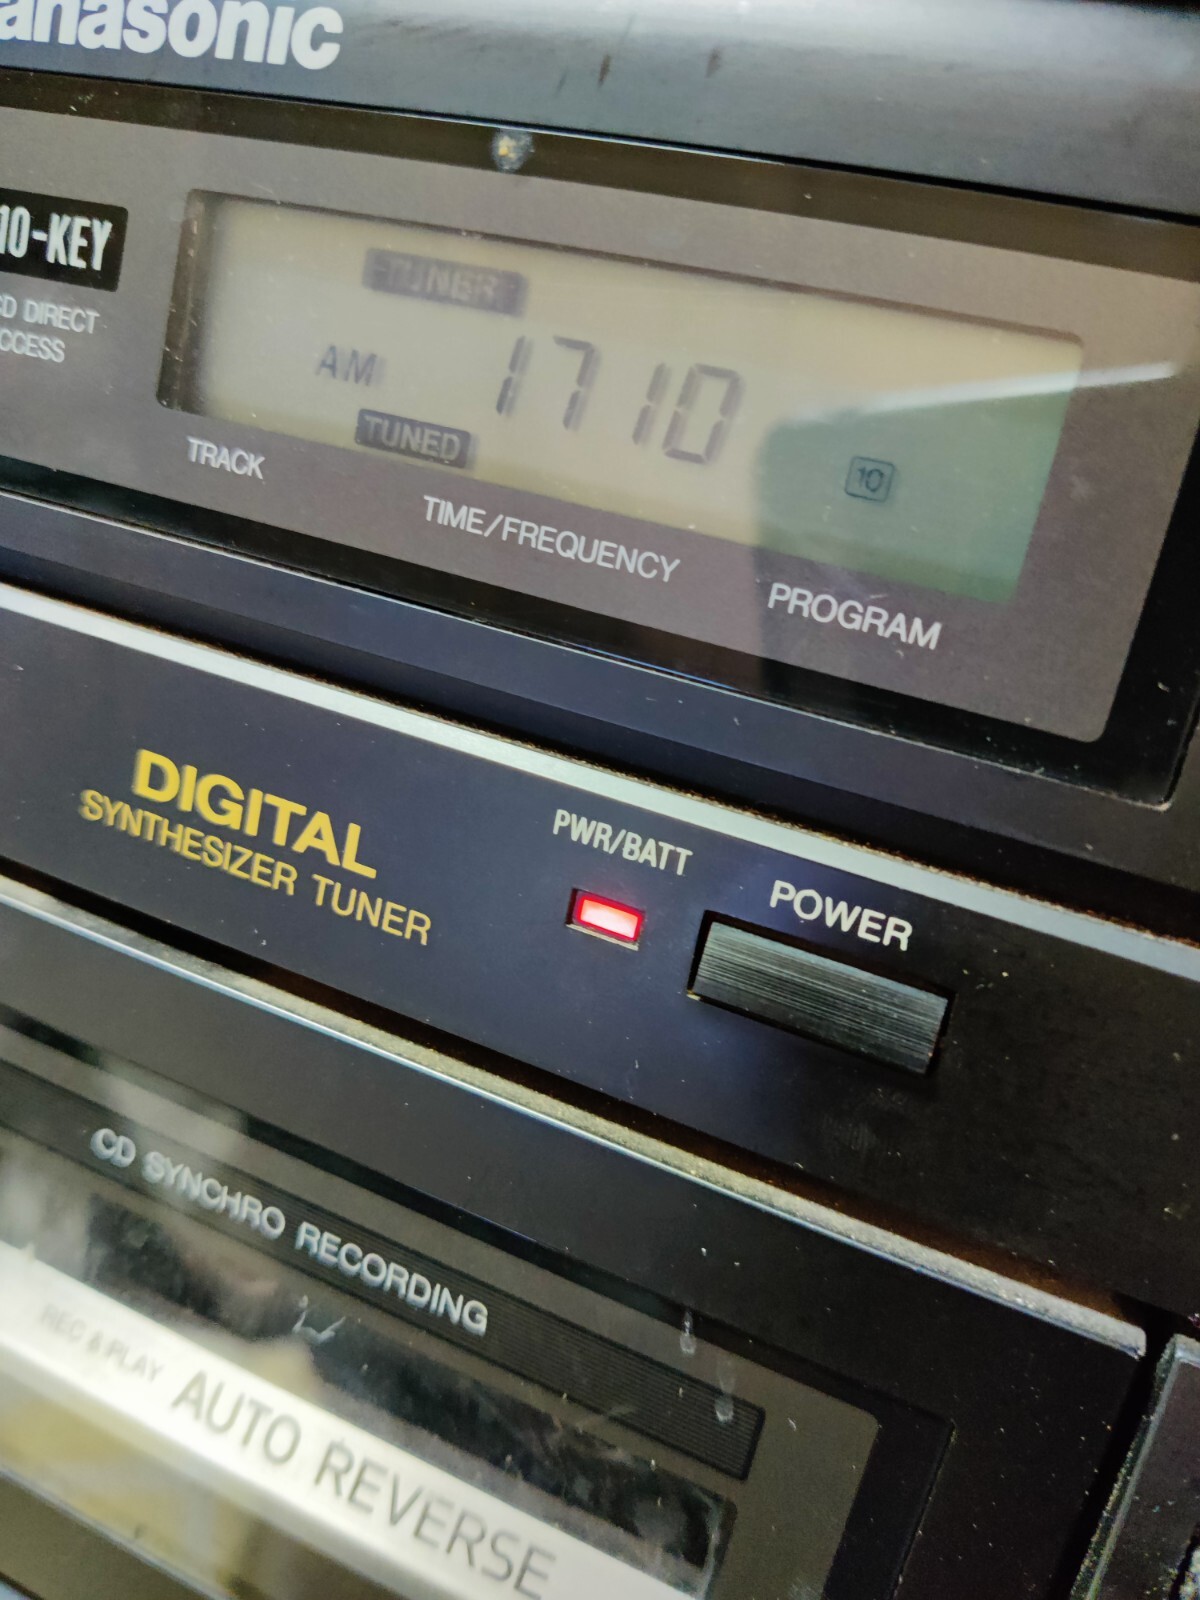 anasonic
10-KEY
CD DIRECT
CCESS
TUNER
AM 1710
TUNED
10
TRACK
TIME/FREQUENCY
PROGRAM
DIGITAL
SYNTHESIZER TUNER
PWR/BATT
POWER
CD SYNCHRO RECORDING
REC & PLAY AUTO REVERSE